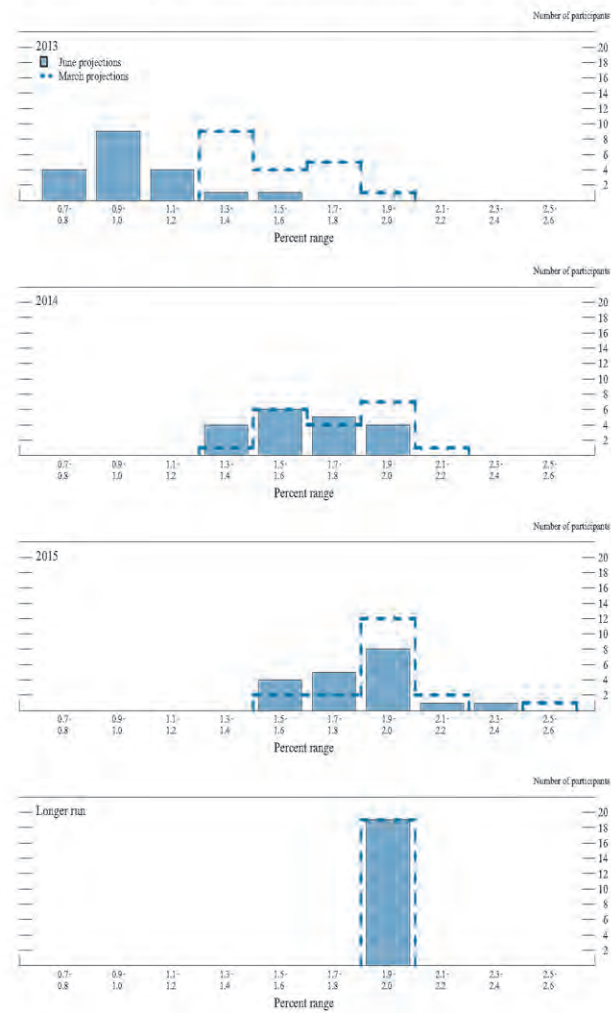 Number of participants
2013
June projections
March projections
20
18
16
14
12
10
8
6
4
2
0.7- 0.9- 1.1- 1.3- 1.5- 1.7- 1.9- 2.1- 2.3- 2.5-
0.8 1.0 1.2 1.4 1.6 1.8 2.0 2.2 2.4 2.6
Percent range
Number of participants
2014
20
18
16
14
12
10
8
6
4
2
0.7- 0.9- 1.1- 1.3- 1.5- 1.7- 1.9- 2.1- 2.3- 2.5-
0.8 1.0 1.2 1.4 1.6 1.8 2.0 2.2 2.4 2.6
Percent range
Number of participants
2015
20
18
16
14
12
10
8
6
4
2
0.7- 0.9- 1.1- 1.3- 1.5- 1.7- 1.9- 2.1- 2.3- 2.5-
0.8 1.0 1.2 1.4 1.6 1.8 2.0 2.2 2.4 2.6
Percent range
Number of participants
Longer run
20
18
16
14
12
10
8
6
4
2
0.7- 0.9- 1.1- 1.3- 1.5- 1.7- 1.9- 2.1- 2.3- 2.5-
0.8 1.0 1.2 1.4 1.6 1.8 2.0 2.2 2.4 2.6
Percent range